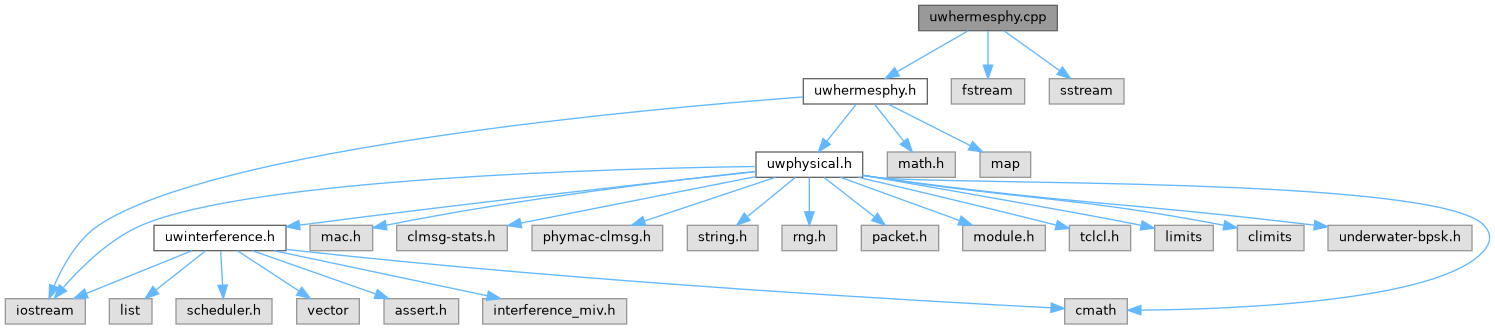 uwhermesphy.cpp
uwhermesphy.h
fstream
sstream
uwphysical.h
math.h
map
uwinterference.h
mac.h
clmsg-stats.h
phymac-clmsg.h
string.h
rng.h
packet.h
module.h
tclcl.h
limits
climits
underwater-bpsk.h
iostream
list
scheduler.h
vector
assert.h
interference_miv.h
cmath